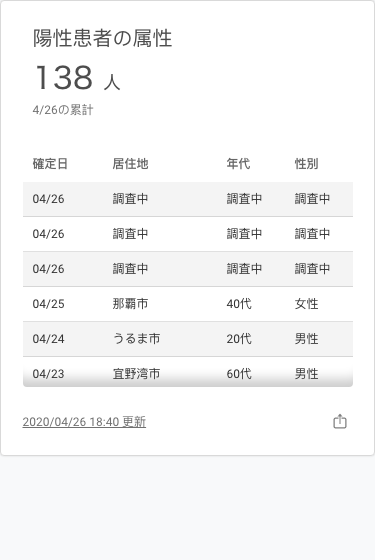 陽性患者の属性
138 人
4/26の累計
確定日 居住地 年代 性別
04/26 調査中 調査中 調査中
04/26 調査中 調査中 調査中
04/26 調査中 調査中 調査中
04/25 那覇市 40代 女性
04/24 うるま市 20代 男性
04/23 宜野湾市 60代 男性
2020/04/26 18:40 更新